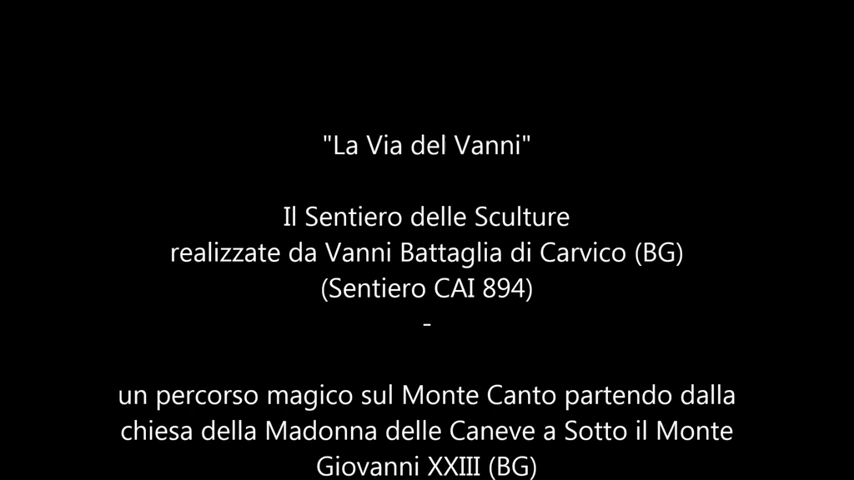 "La Via del Vanni"
Il Sentiero delle Sculture
realizzate da Vanni Battaglia di Carvico (BG)
(Sentiero CAI 894)
-
un percorso magico sul Monte Canto partendo dalla
chiesa della Madonna delle Caneve a Sotto il Monte
Giovanni XXIII (BG)